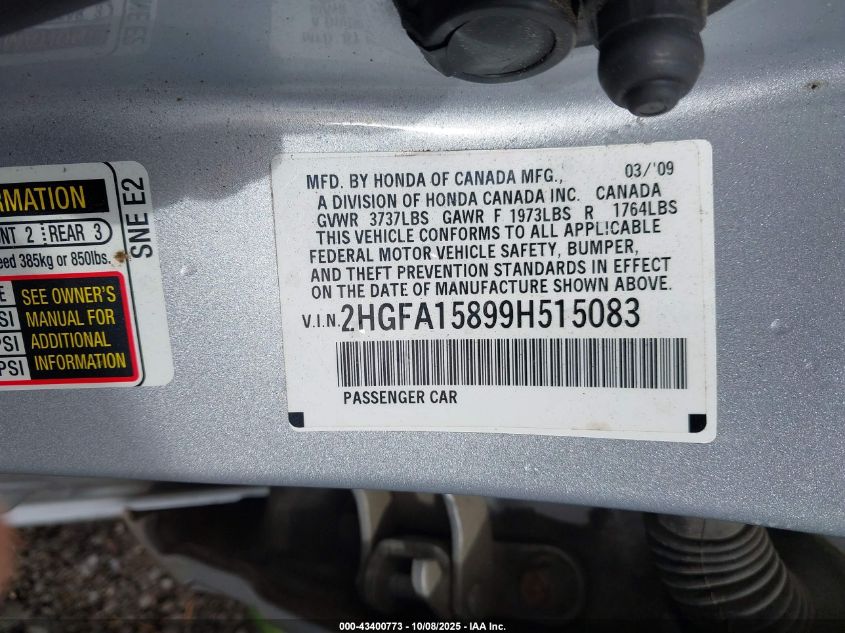 MFD. BY HONDA OF CANADA MFG., 03/'09
A DIVISION OF HONDA CANADA INC. CANADA
GVWR 3737LBS GAWR F 1973LBS R 1764LBS
THIS VEHICLE CONFORMS TO ALL APPLICABLE
FEDERAL MOTOR VEHICLE SAFETY, BUMPER,
AND THEFT PREVENTION STANDARDS IN EFFECT
ON THE DATE OF MANUFACTURE SHOWN ABOVE.
V.I.N. 2HGFA15899H515083
PASSENGER CAR
RMATION
NT 2 REAR 3
eed 385kg or 850lbs.
SNE E2
SEE OWNER'S
SI MANUAL FOR
PSI ADDITIONAL
PSI INFORMATION
000-43400773 - 10/08/2025 - IAA Inc.